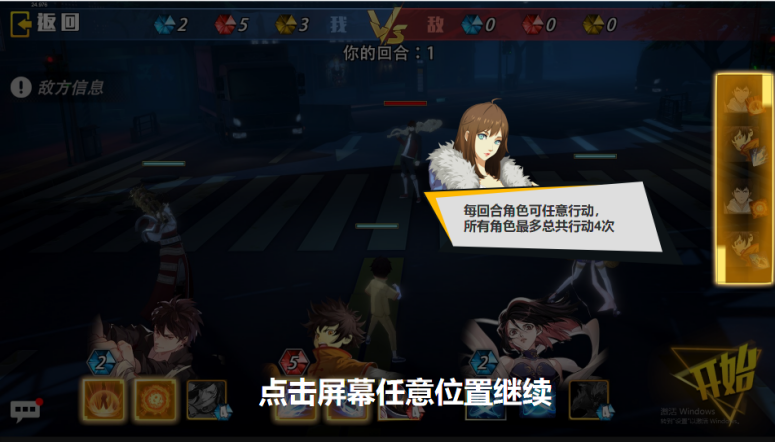 返回
2 5 3 我 VS 敌 0 0 0
你的回合：1
敌方信息
每回合角色可任意行动，
所有角色最多总共行动4次
2 5 2
开始
点击屏幕任意位置继续
激活 Windows